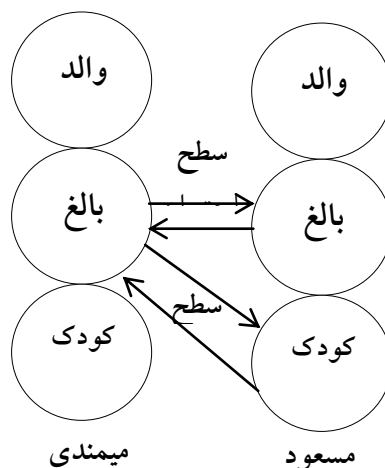 والد
والد
سطح
بالغ
بالغ
سطح
کودک
کودک
مسعود
میمندی